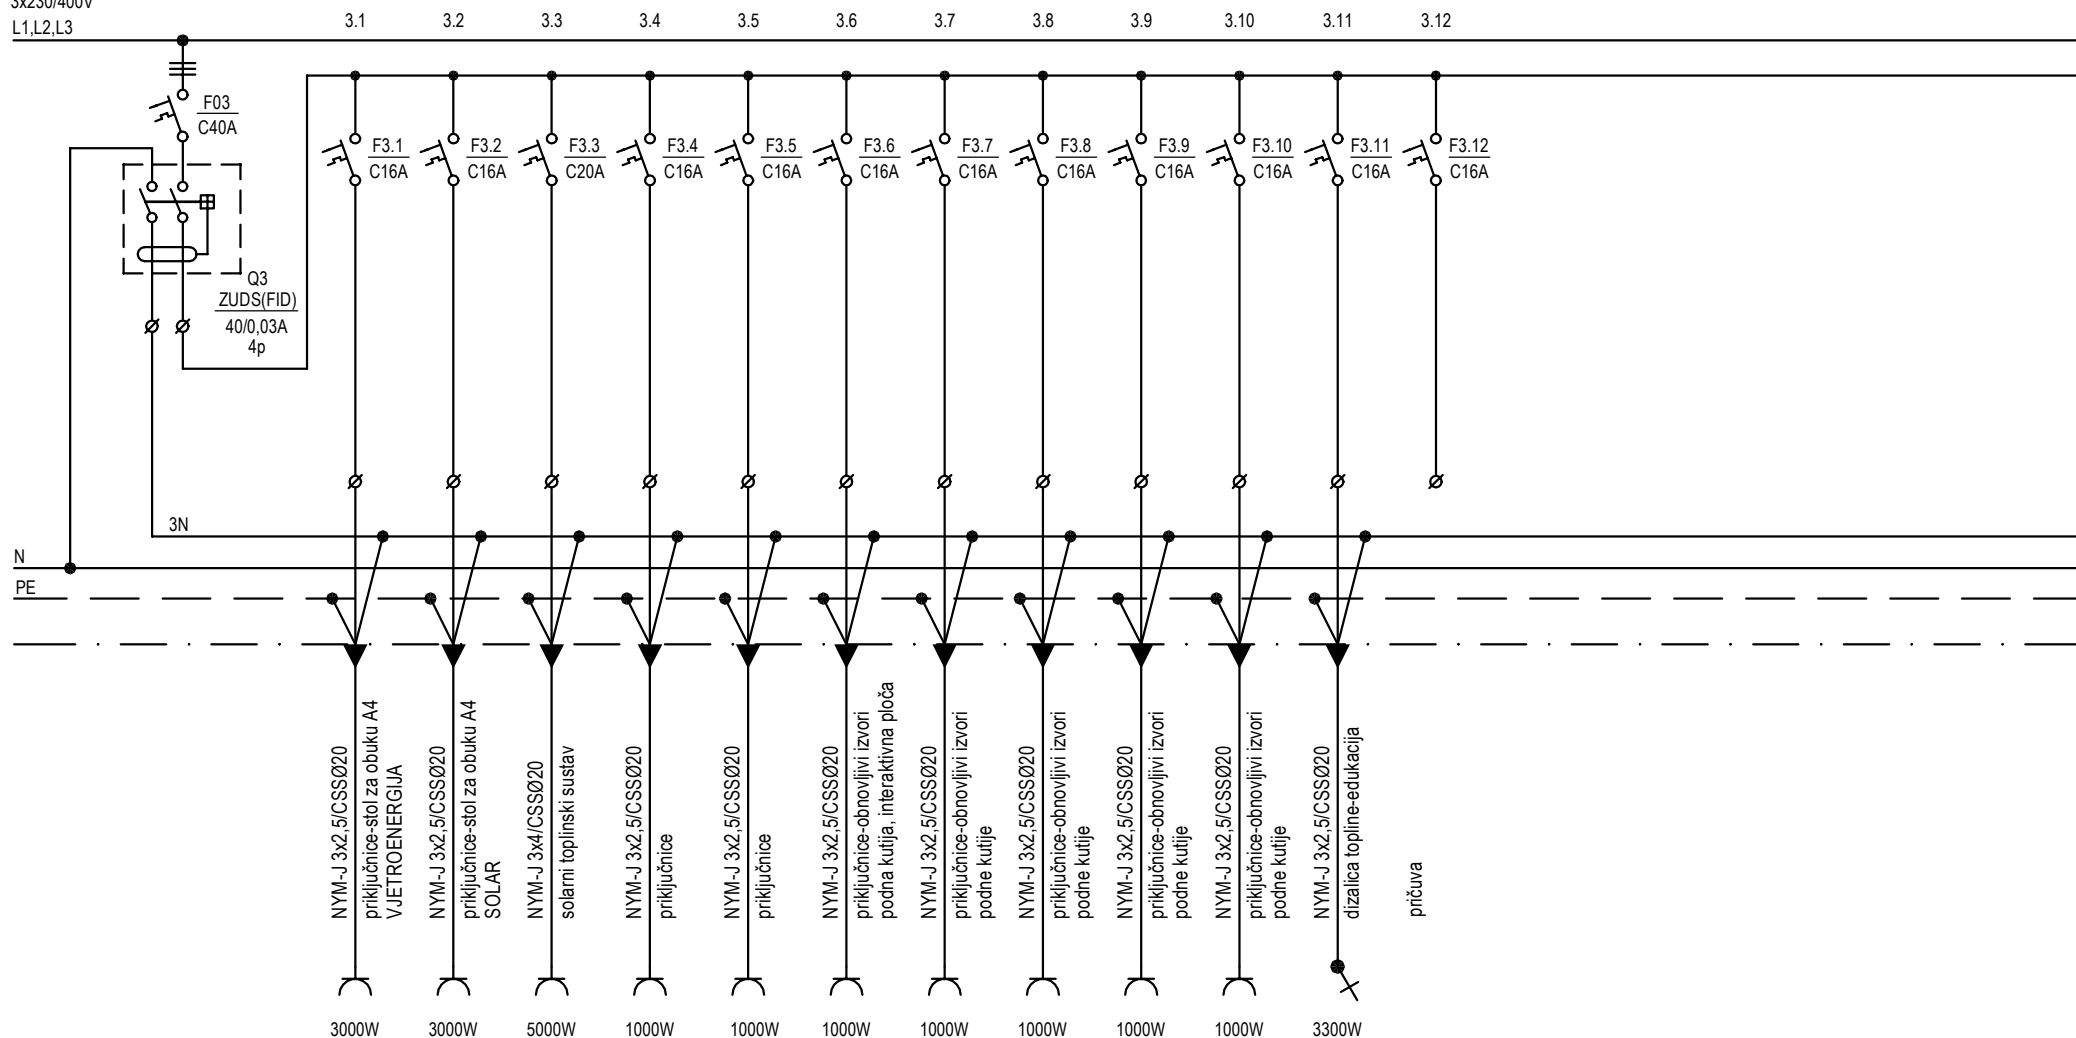 3x230/400V
L1,L2,L3
3.1
3.2
3.3
3.4
3.5
3.6
3.7
3.8
3.9
3.10
3.11
3.12
F03
C40A
F3.1
C16A
F3.2
C16A
F3.3
C20A
F3.4
C16A
F3.5
C16A
F3.6
C16A
F3.7
C16A
F3.8
C16A
F3.9
C16A
F3.10
C16A
F3.11
C16A
F3.12
C16A
Q3
ZUDS(FID)
40/0,03A
4p
3N
N
PE
NYM-J 3x2,5/CSSØ20
priključnice-stol za obuku A4
VJETROENERGIJA
NYM-J 3x2,5/CSSØ20
priključnice-stol za obuku A4
SOLAR
NYM-J 3x4/CSSØ20
solarni toplinski sustav
NYM-J 3x2,5/CSSØ20
priključnice
NYM-J 3x2,5/CSSØ20
priključnice
NYM-J 3x2,5/CSSØ20
priključnice-obnovljivi izvori
podna kutija, interaktivna ploča
NYM-J 3x2,5/CSSØ20
priključnice-obnovljivi izvori
podne kutije
NYM-J 3x2,5/CSSØ20
priključnice-obnovljivi izvori
podne kutije
NYM-J 3x2,5/CSSØ20
priključnice-obnovljivi izvori
podne kutije
NYM-J 3x2,5/CSSØ20
priključnice-obnovljivi izvori
podne kutije
NYM-J 3x2,5/CSSØ20
dizalica topline-edukacija
pričuva
3000W
3000W
5000W
1000W
1000W
1000W
1000W
1000W
1000W
1000W
3300W